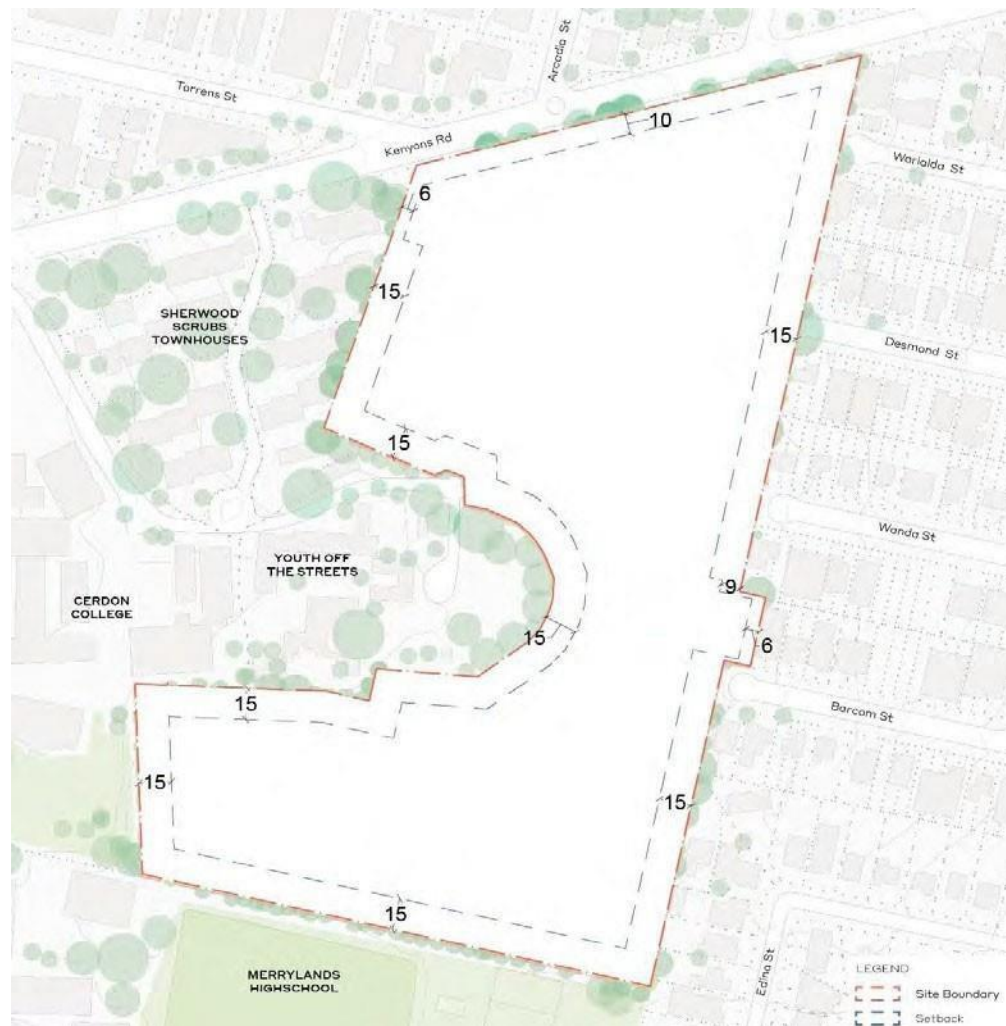 Arcadia St
Torrens St
Kenyons Rd
10
Warialda St
6
15
SHERWOOD
SCRUBS
TOWNHOUSES
15
Desmond St
15
Wanda St
YOUTH OFF
THE STREETS
9
CERDON
COLLEGE
15
6
15
Barcom St
15
15
15
MERRYLANDS
HIGHSCHOOL
Edina St
LEGEND
Site Boundary
Setback